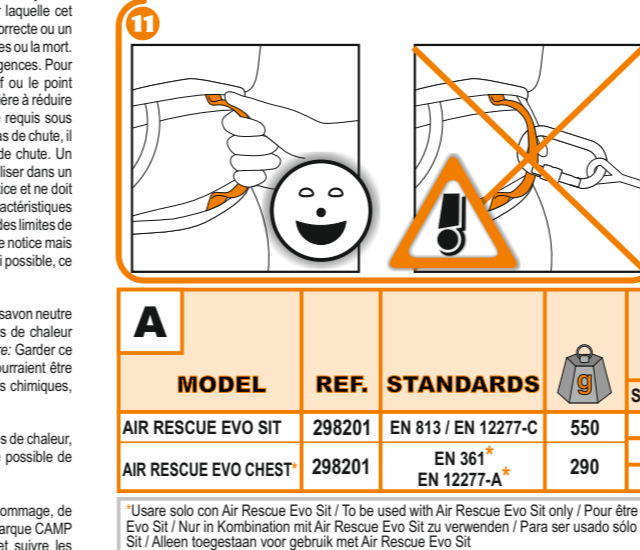 r laquelle cet
orrecte ou un
es ou la mort.
gences. Pour
f ou le point
ière à réduire
requis sous
as de chute, il
de chute. Un
liser dans un
tice et ne doit
actéristiques
des limites de
e notice mais
i possible, ce
savon neutre
s de chaleur
re: Garder ce
ourraient être
s chimiques,
s de chaleur,
possible de
ommage, de
arque CAMP
et suivre les
11
A
MODEL REF. STANDARDS g
S
AIR RESCUE EVO SIT 298201 EN 813 / EN 12277-C 550
AIR RESCUE EVO CHEST* 298201 EN 361* EN 12277-A* 290
*Usare solo con Air Rescue Evo Sit / To be used with Air Rescue Evo Sit only / Pour être
Evo Sit / Nur in Kombination mit Air Rescue Evo Sit zu verwenden / Para ser usado sólo
Sit / Alleen toegestaan voor gebruik met Air Rescue Evo Sit